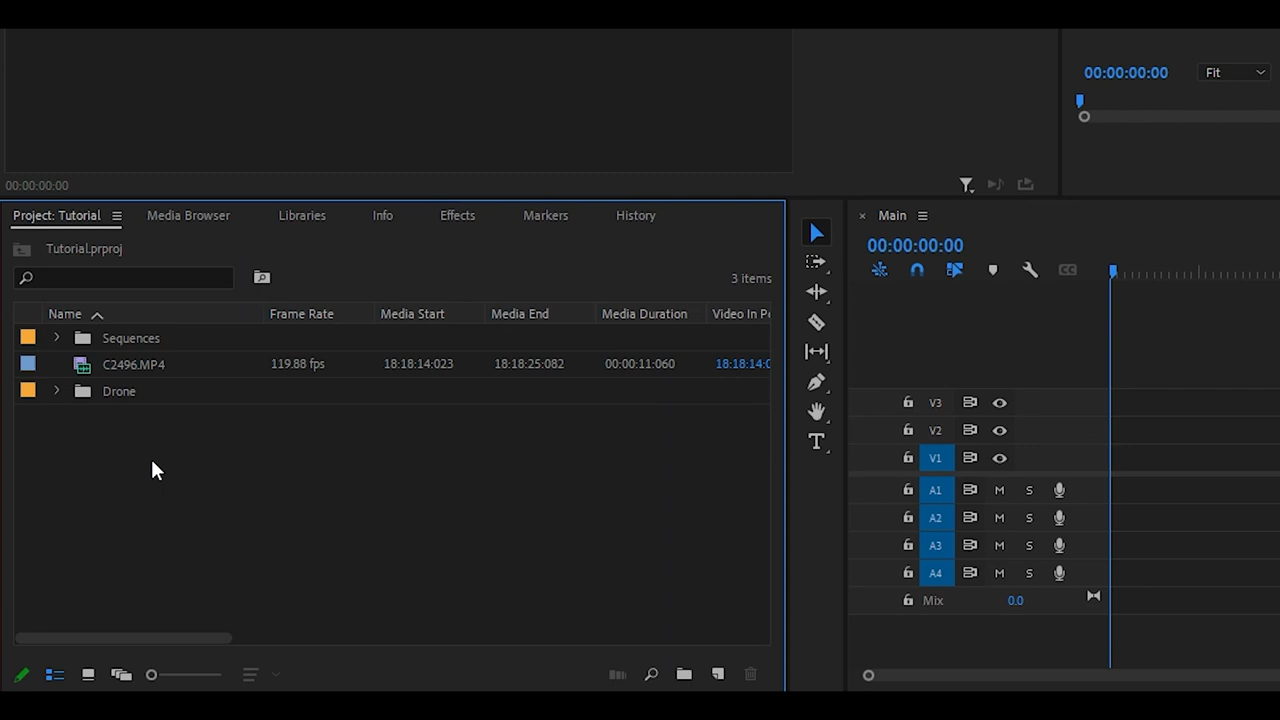 00:00:00:00 Fit
00:00:00:00
Project: Tutorial Media Browser Libraries Info Effects Markers History
Main
Tutorial.prproj
00:00:00:00
3 items
Name Frame Rate Media Start Media End Media Duration Video In Po
Sequences
C2496.MP4 119.88 fps 18:18:14:023 18:18:25:082 00:00:11:060 18:18:14:0
Drone
V3
V2
V1
A1 M S
A2 M S
A3 M S
A4 M S
Mix 0.0